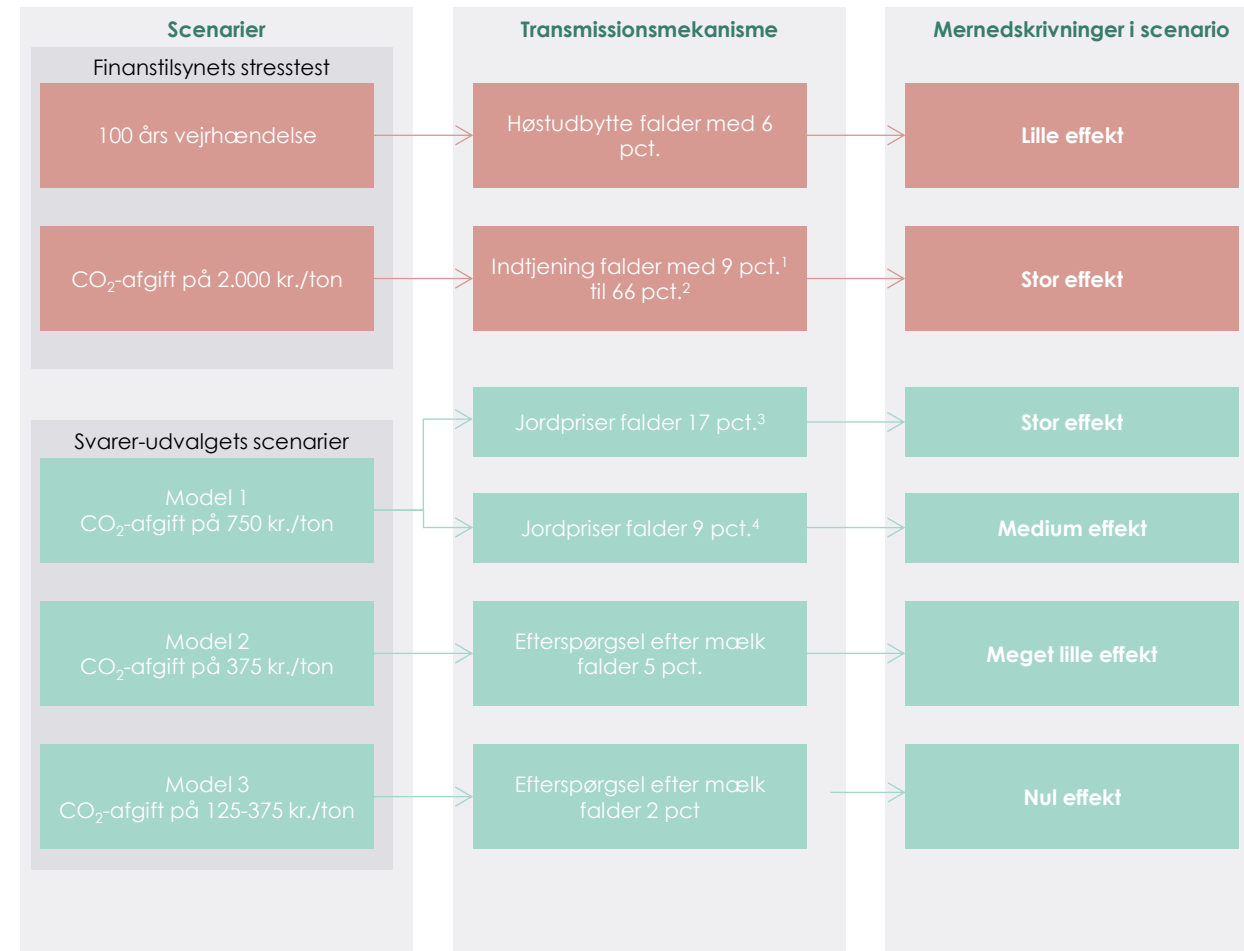 Scenarier
Transmissionsmekanisme
Mernedskrivninger i scenario
Finanstilsynets stresstest
100 års vejrhændelse
Høstudbytte falder med 6
pct.
Lille effekt
CO₂-afgift på 2.000 kr./ton
Indtjening falder med 9 pct.¹
til 66 pct.²
Stor effekt
Svarer-udvalgets scenarier
Model 1
CO₂-afgift på 750 kr./ton
Jordpriser falder 17 pct.³
Stor effekt
Jordpriser falder 9 pct.⁴
Medium effekt
Model 2
CO₂-afgift på 375 kr./ton
Efterspørgsel efter mælk
falder 5 pct.
Meget lille effekt
Model 3
CO₂-afgift på 125-375 kr./ton
Efterspørgsel efter mælk
falder 2 pct
Nul effekt